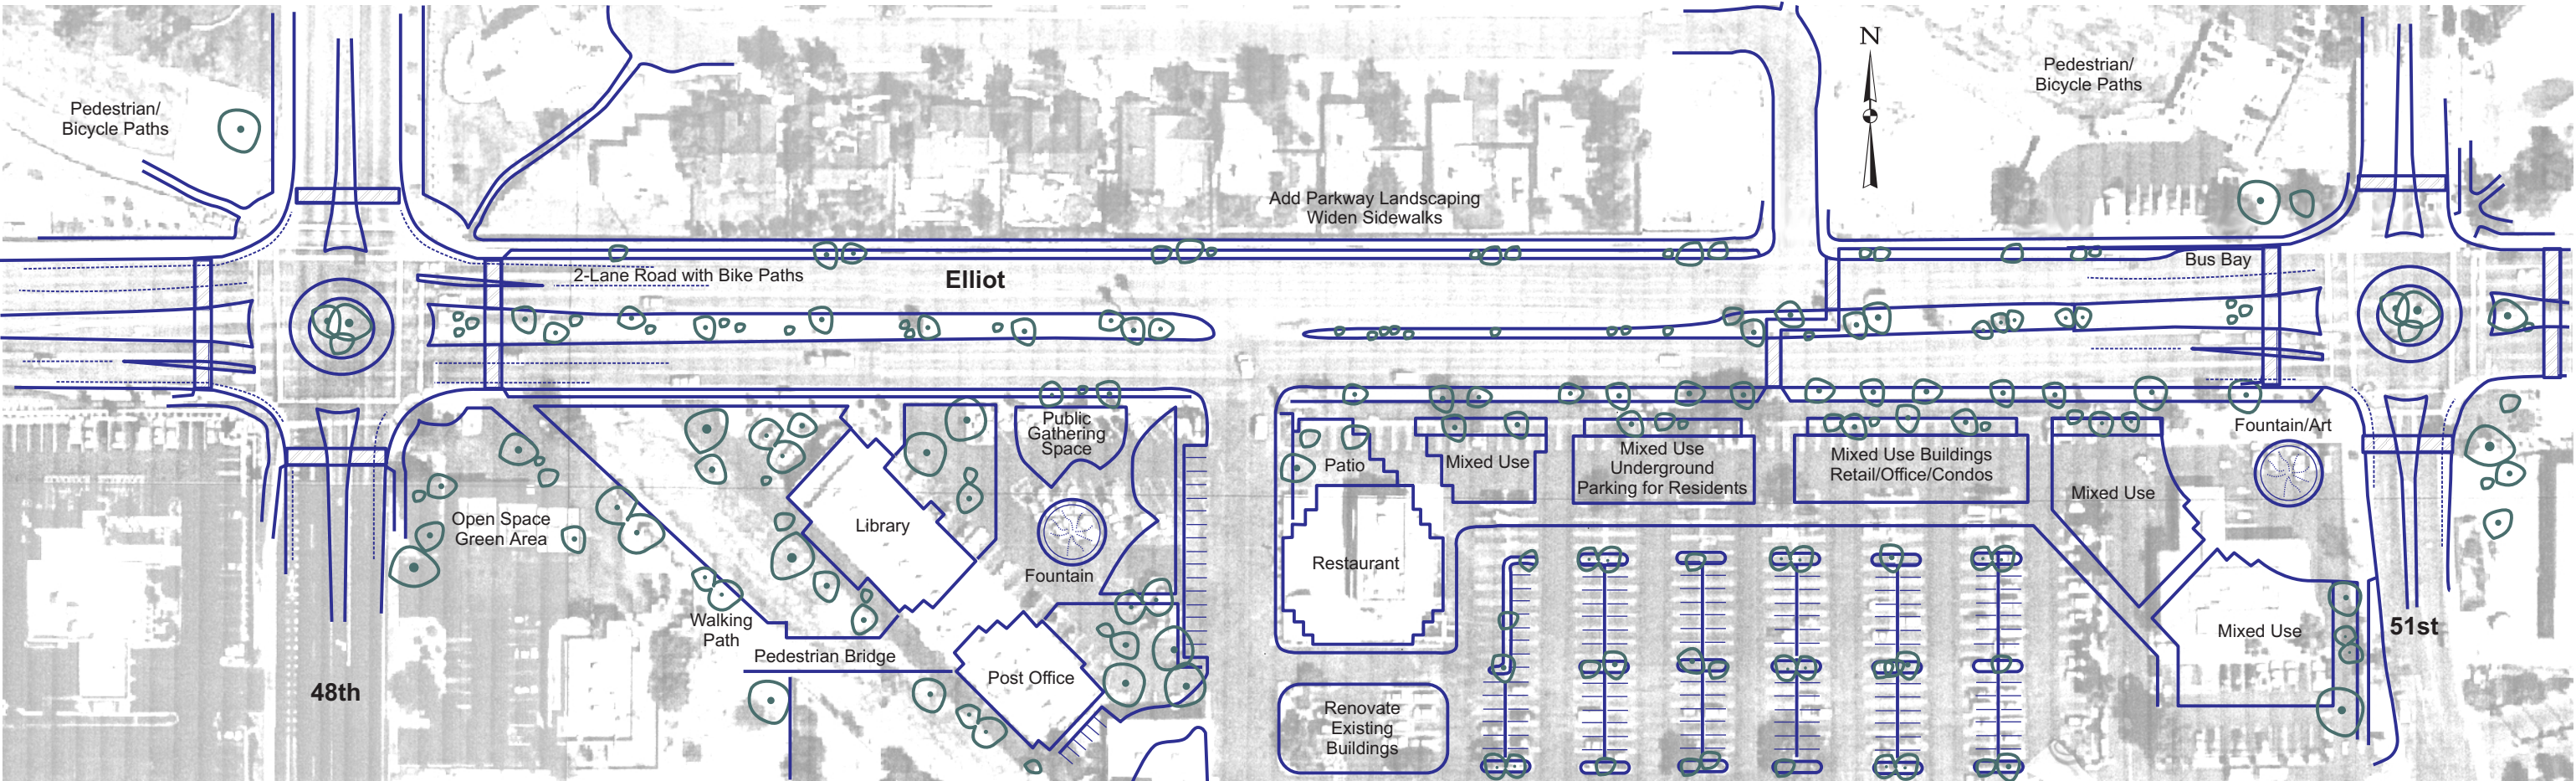 N
Pedestrian/
Bicycle Paths
Pedestrian/
Bicycle Paths
Add Parkway Landscaping
Widen Sidewalks
2-Lane Road with Bike Paths
Elliot
Bus Bay
Public
Gathering
Space
Fountain/Art
Patio
Mixed Use
Mixed Use
Underground
Parking for Residents
Mixed Use Buildings
Retail/Office/Condos
Mixed Use
Open Space
Green Area
Library
Fountain
Restaurant
Walking
Path
Pedestrian Bridge
Post Office
Mixed Use
51st
48th
Renovate
Existing
Buildings